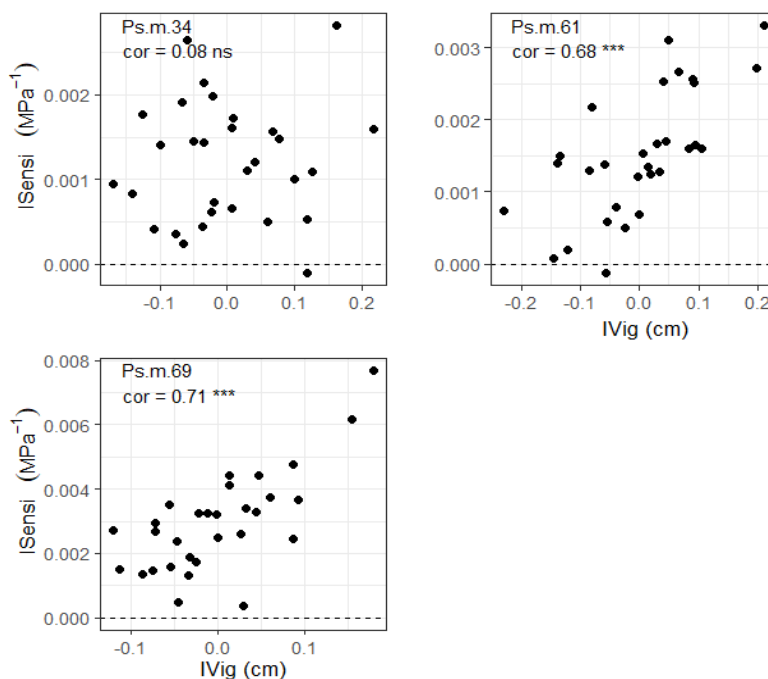 Ps.m.34
cor = 0.08 ns
ISensi (MPa⁻¹)
0.002
0.001
0.000
-0.1 0.0 0.1 0.2
Ps.m.61
cor = 0.68 ***
0.003
0.002
0.001
0.000
-0.2 -0.1 0.0 0.1 0.2
IVig (cm)
Ps.m.69
cor = 0.71 ***
ISensi (MPa⁻¹)
0.008
0.006
0.004
0.002
0.000
-0.1 0.0 0.1
IVig (cm)